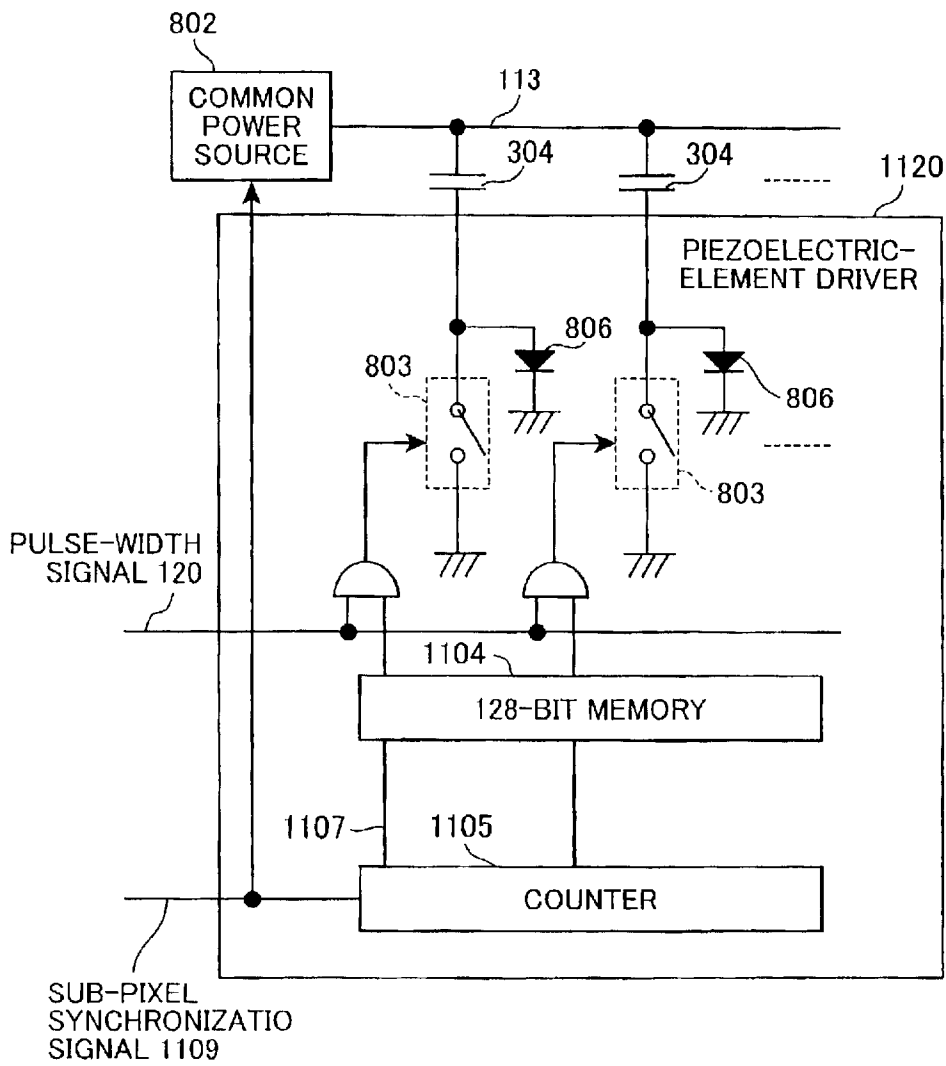 802
COMMON
POWER
SOURCE
113
304
304
1120
PIEZOELECTRIC-
ELEMENT DRIVER
806
803
806
803
PULSE-WIDTH
SIGNAL 120
1104
128-BIT MEMORY
1107
1105
COUNTER
SUB-PIXEL
SYNCHRONIZATIO
SIGNAL 1109